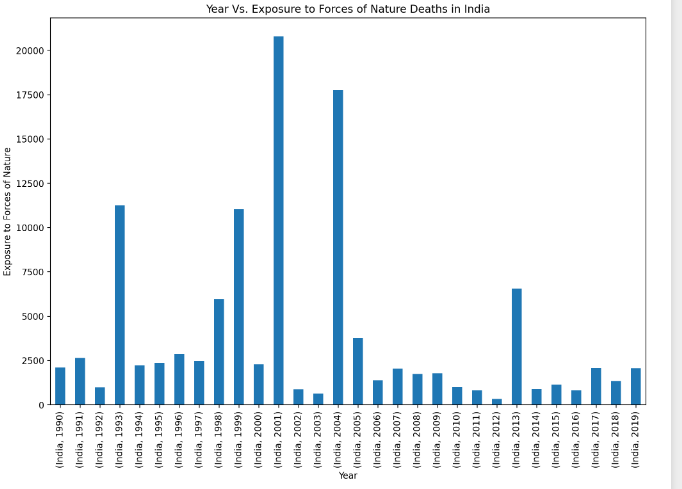 Year Vs. Exposure to Forces of Nature Deaths in India
Exposure to Forces of Nature
20000
17500
15000
12500
10000
7500
5000
2500
0
(India, 1990)
(India, 1991)
(India, 1992)
(India, 1993)
(India, 1994)
(India, 1995)
(India, 1996)
(India, 1997)
(India, 1998)
(India, 1999)
(India, 2000)
(India, 2001)
(India, 2002)
(India, 2003)
(India, 2004)
(India, 2005)
(India, 2006)
(India, 2007)
(India, 2008)
(India, 2009)
(India, 2010)
(India, 2011)
(India, 2012)
(India, 2013)
(India, 2014)
(India, 2015)
(India, 2016)
(India, 2017)
(India, 2018)
(India, 2019)
Year